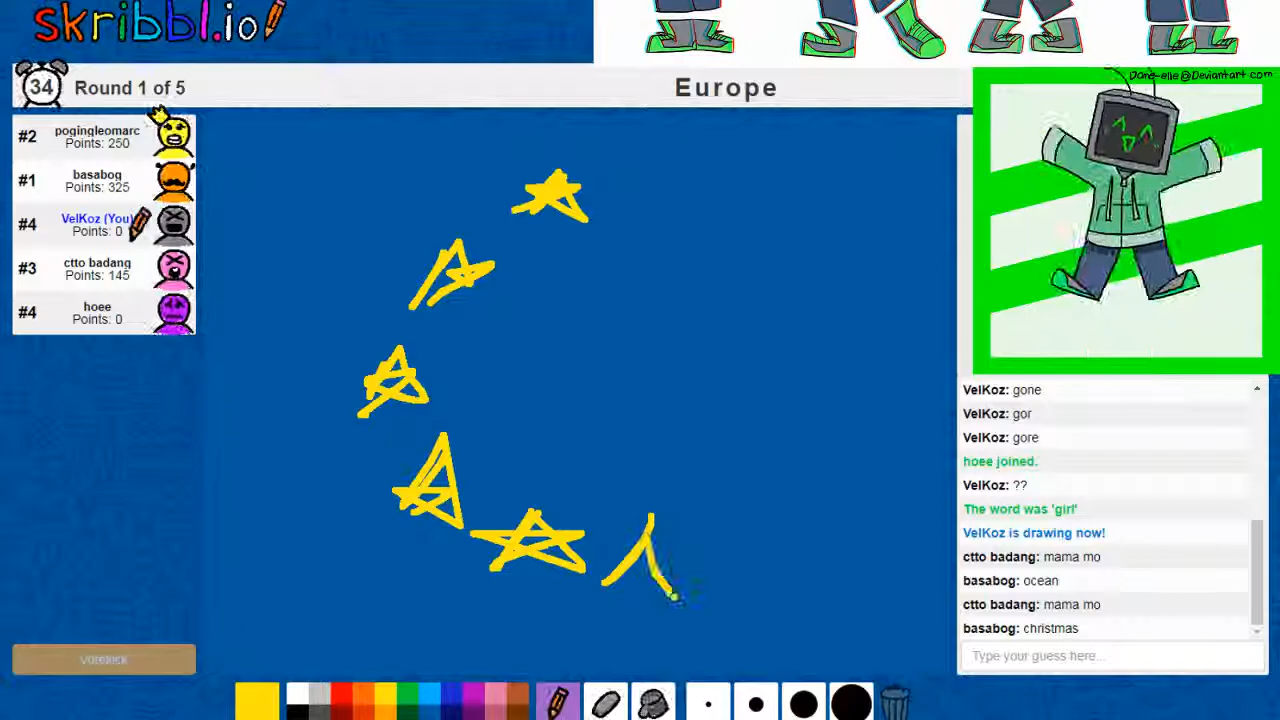 skribbl.io
Dane-elie@Deviantart.com
34
Round 1 of 5
Europe
#2
pogingleomarc
Points: 250
#1
basabog
Points: 325
#4
VelKoz (You)
Points: 0
#3
ctto badang
Points: 145
#4
hoee
Points: 0
VelKoz: gone
VelKoz: gor
VelKoz: gore
hoee joined.
VelKoz: ??
The word was 'girl'
VelKoz is drawing now!
ctto badang: mama mo
basabog: ocean
ctto badang: mama mo
basabog: christmas
Type your guess here...
Votekick